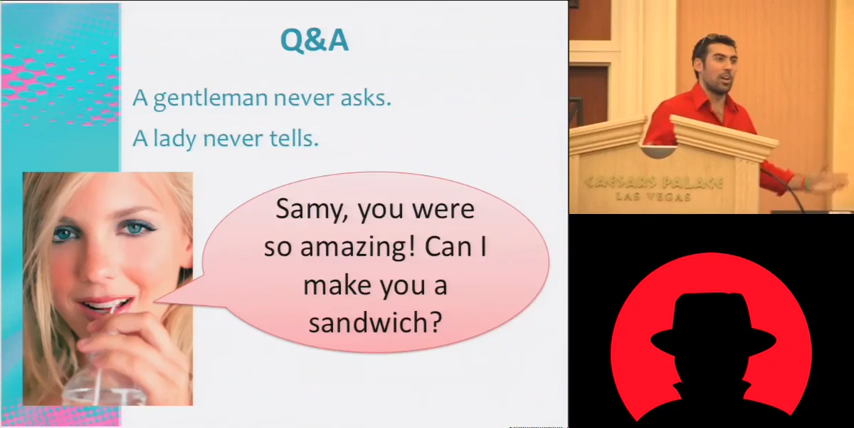 Q&A
A gentleman never asks.
A lady never tells.
Samy, you were
so amazing! Can I
make you a
sandwich?
CAESARS PALACE
LAS VEGAS